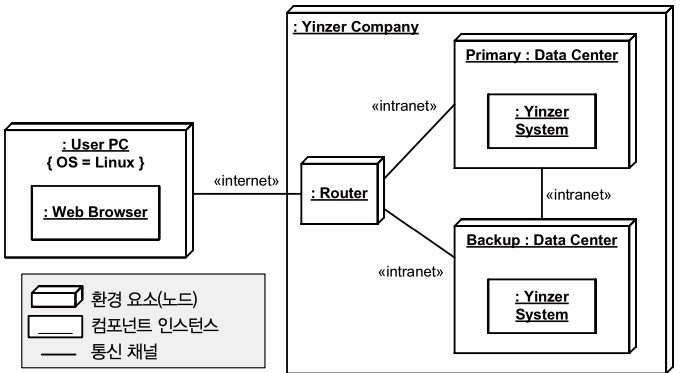 : Yinzer Company
Primary : Data Center
: Yinzer
System
«intranet»
: User PC
{ OS = Linux }
: Web Browser
«internet»
: Router
«intranet»
«intranet»
Backup : Data Center
: Yinzer
System
환경 요소(노드)
컴포넌트 인스턴스
통신 채널